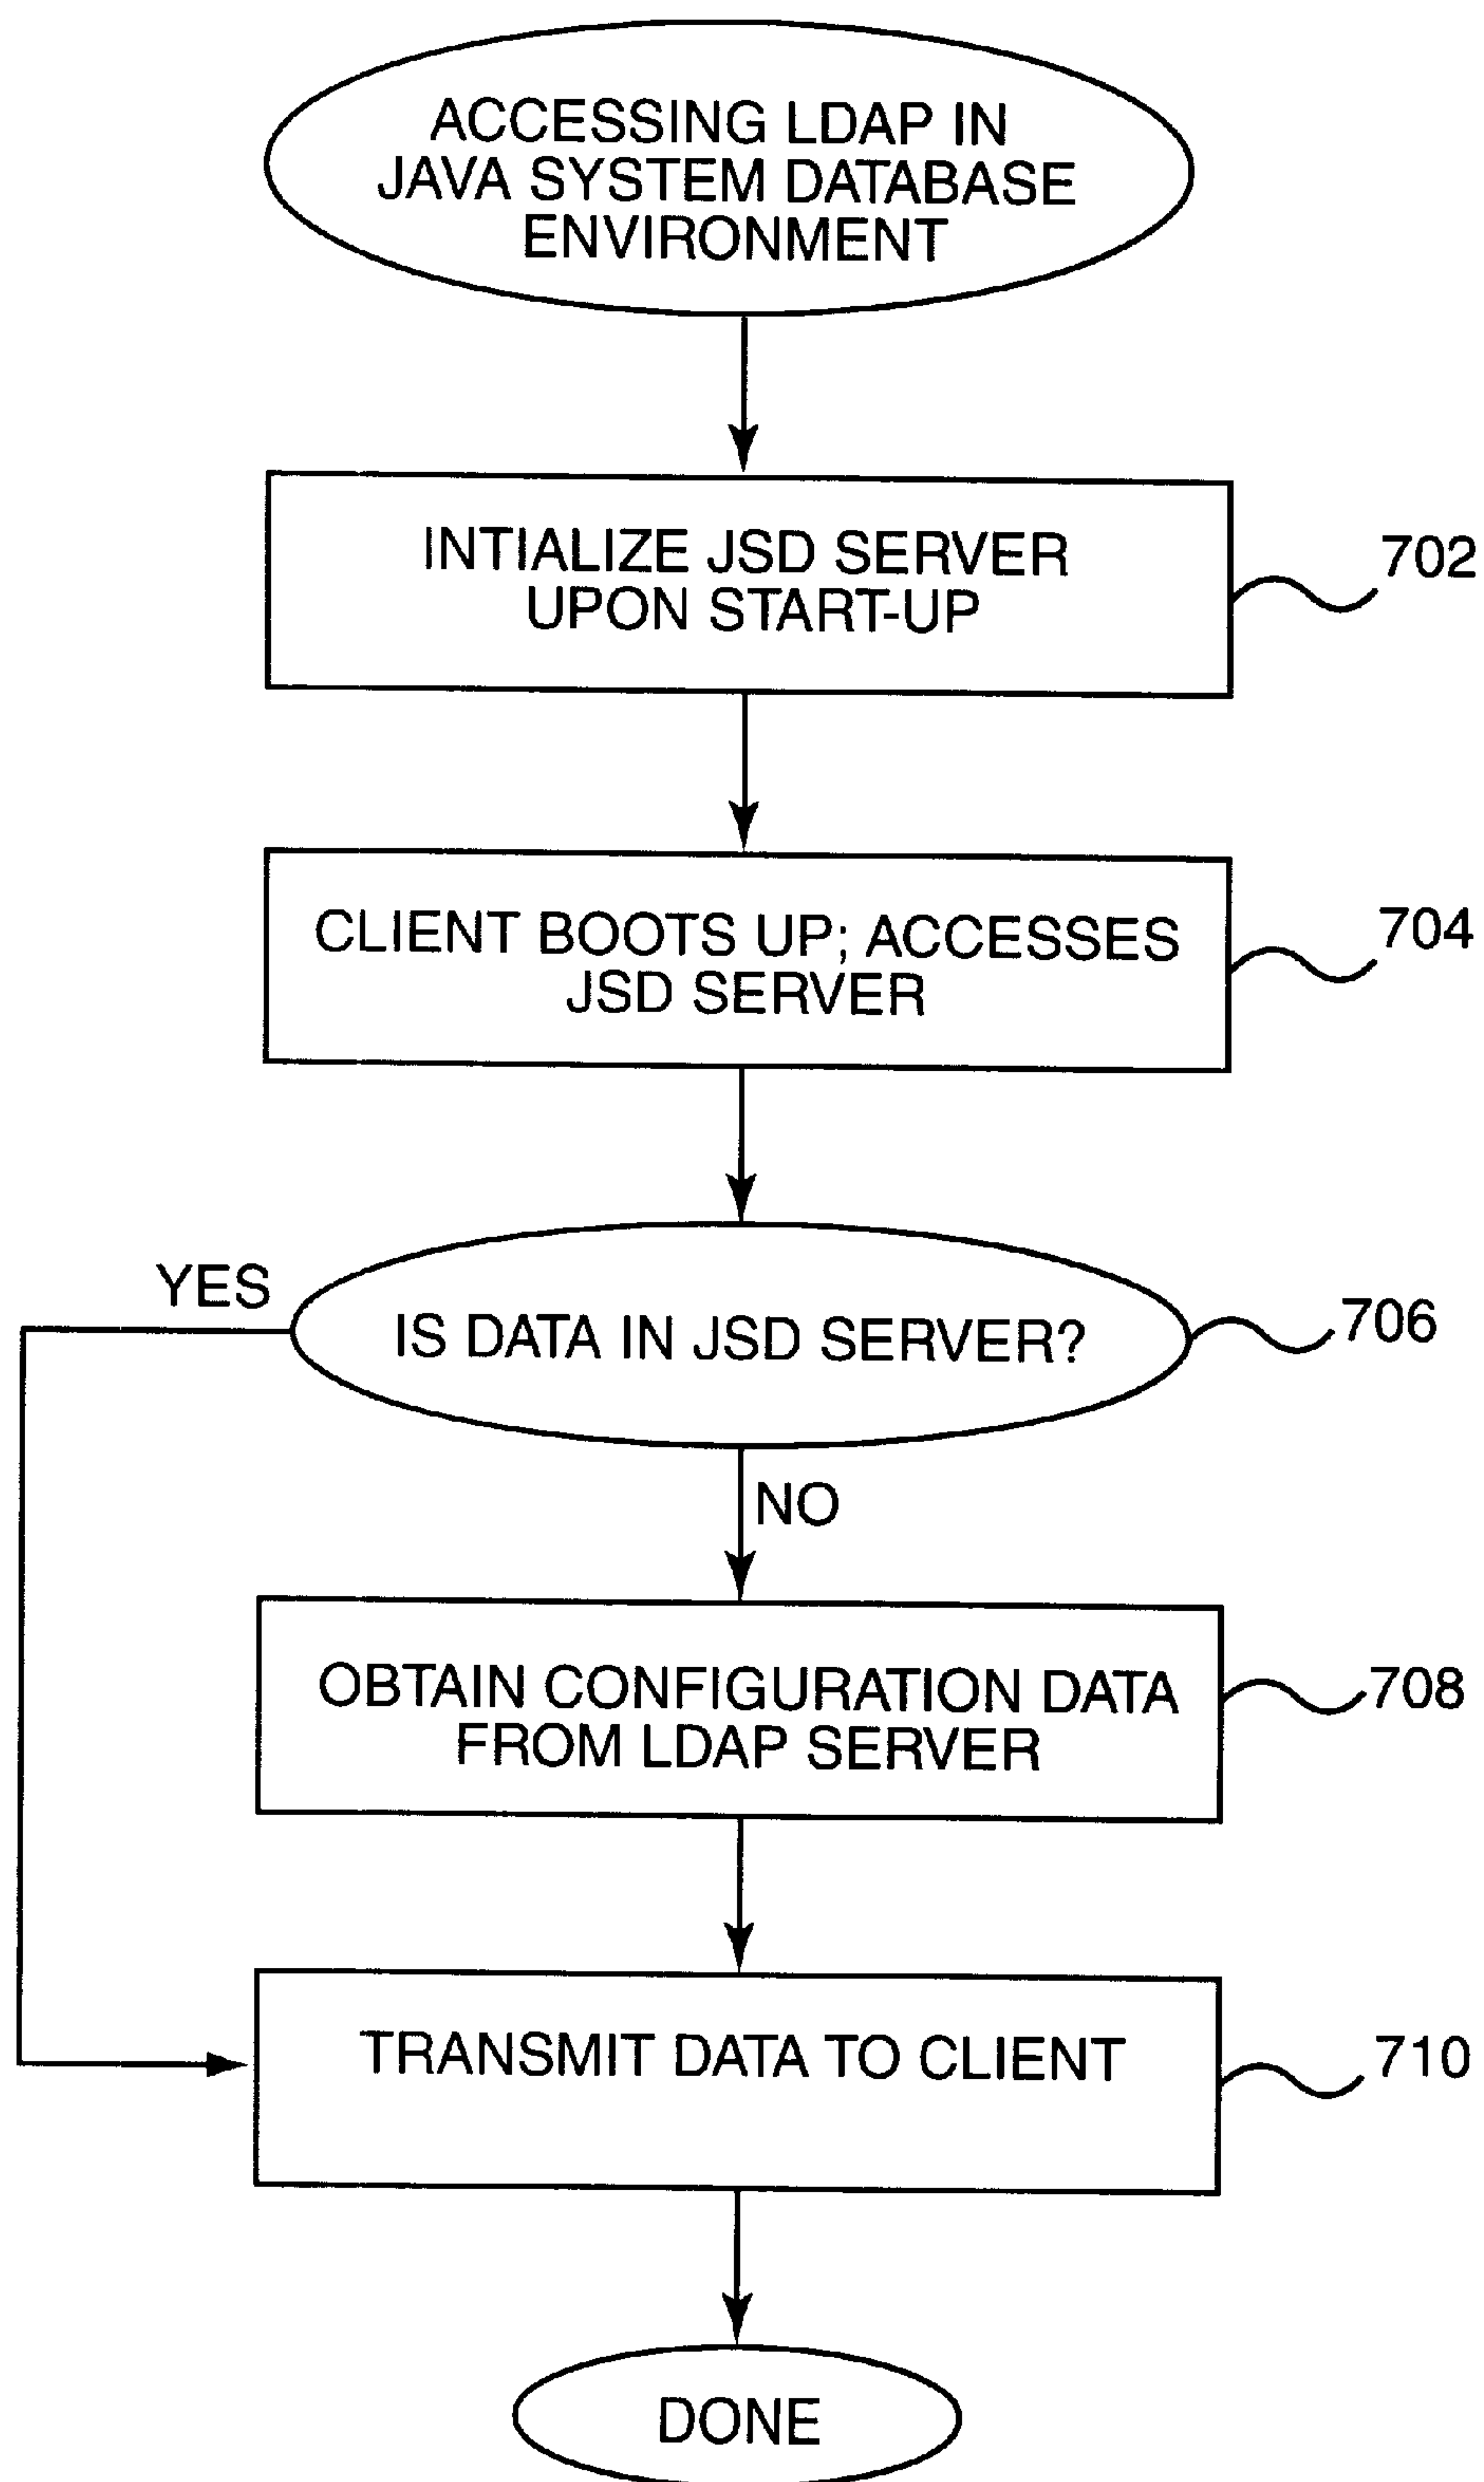 ACCESSING LDAP IN
JAVA SYSTEM DATABASE
ENVIRONMENT
INTIALIZE JSD SERVER
UPON START-UP
702
CLIENT BOOTS UP; ACCESSES
JSD SERVER
704
YES
IS DATA IN JSD SERVER?
706
NO
OBTAIN CONFIGURATION DATA
FROM LDAP SERVER
708
TRANSMIT DATA TO CLIENT
710
DONE